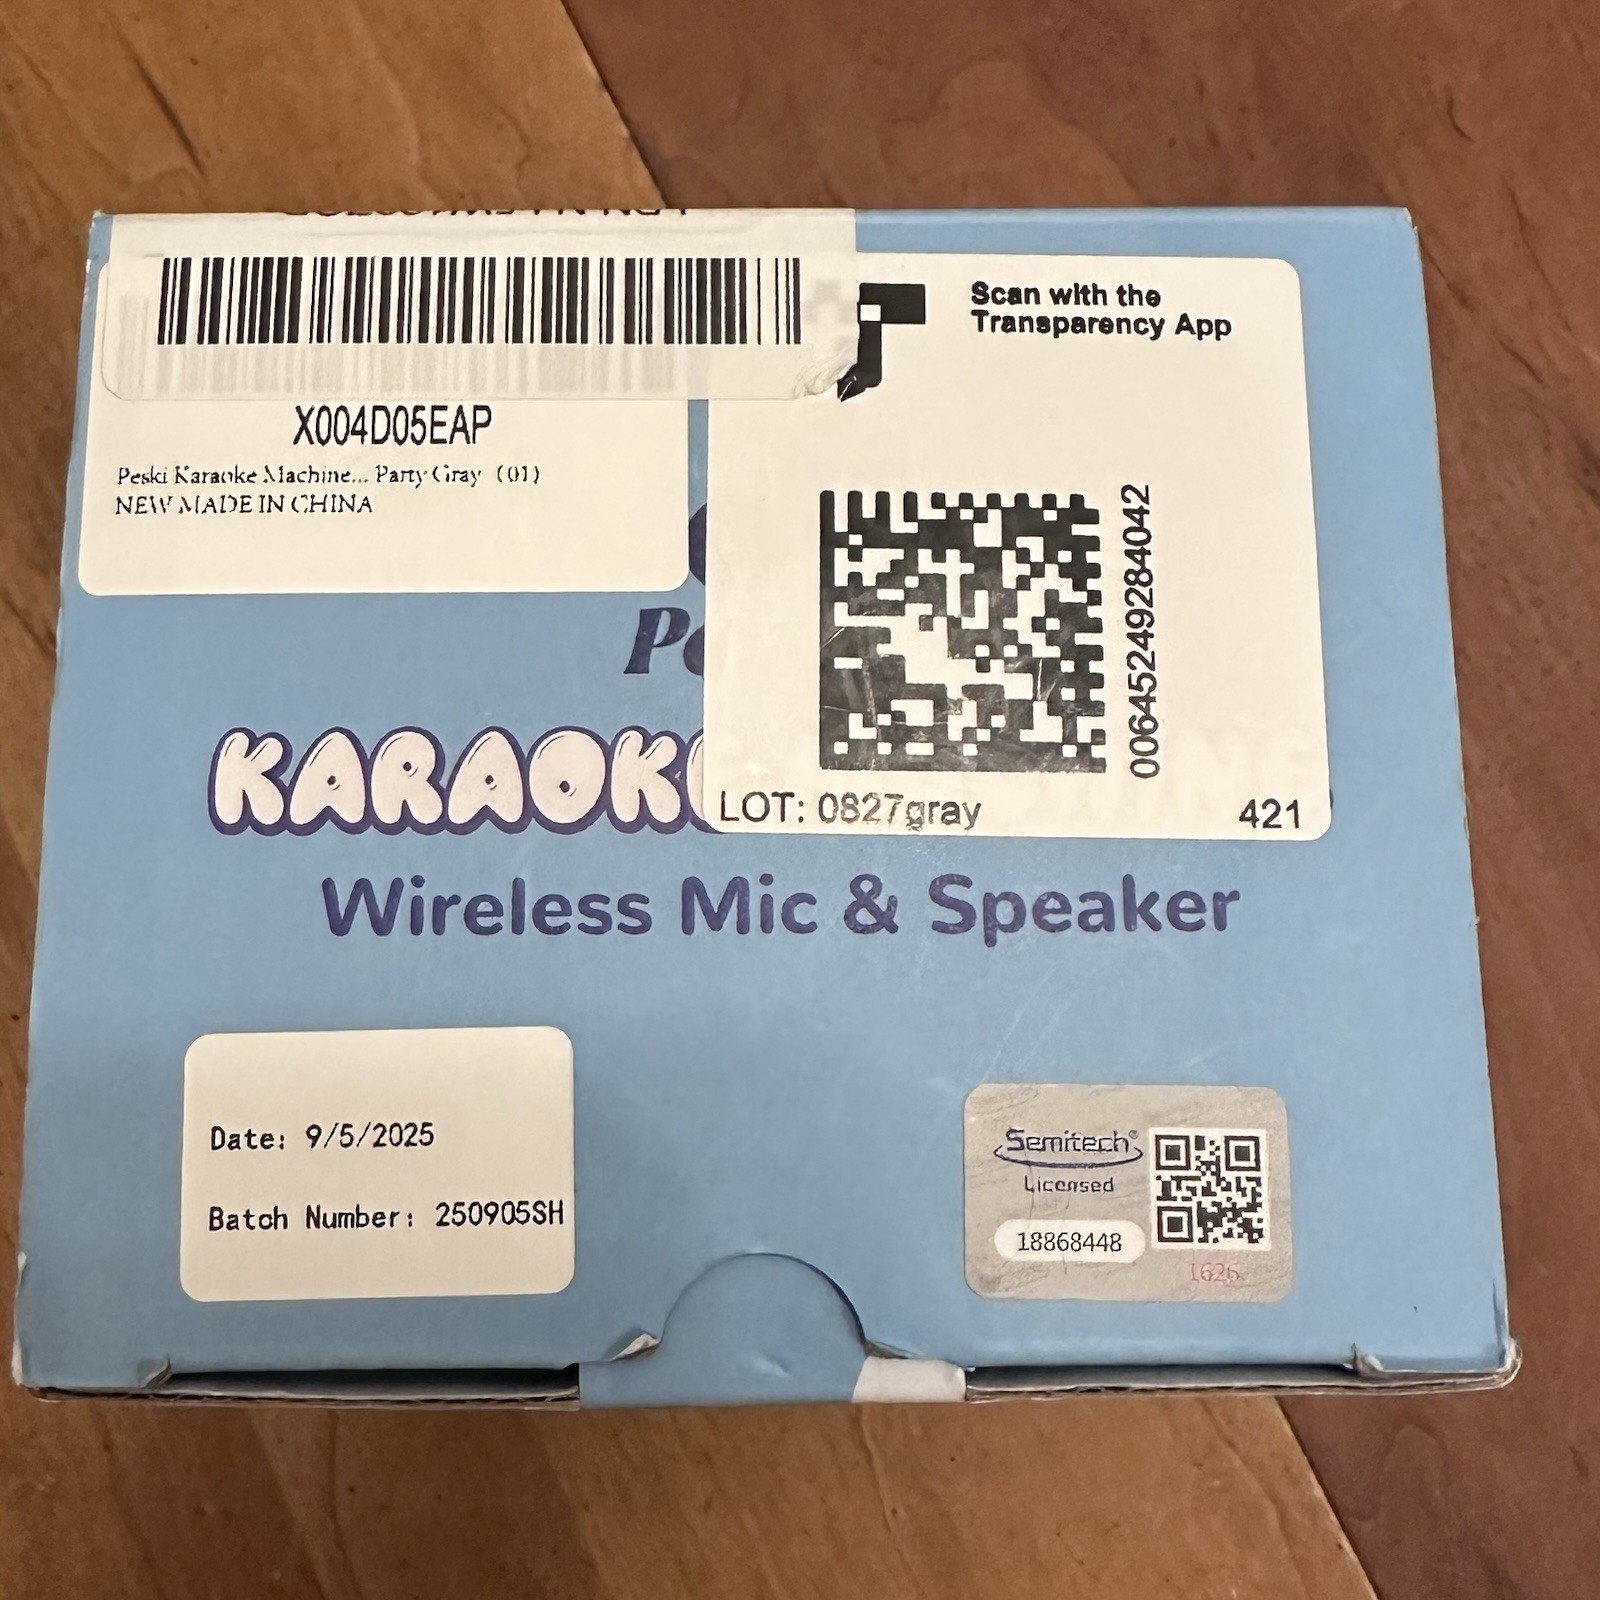 X004D05EAP
Peski Karaoke Machine... Party Gray (01)
NEW MADE IN CHINA
Scan with the
Transparency App
00645249284042
LOT: 0827gray 421
KARAOK
Wireless Mic & Speaker
Date: 9/5/2025
Batch Number: 250905SH
Semitech®
Licensed
18868448
1626